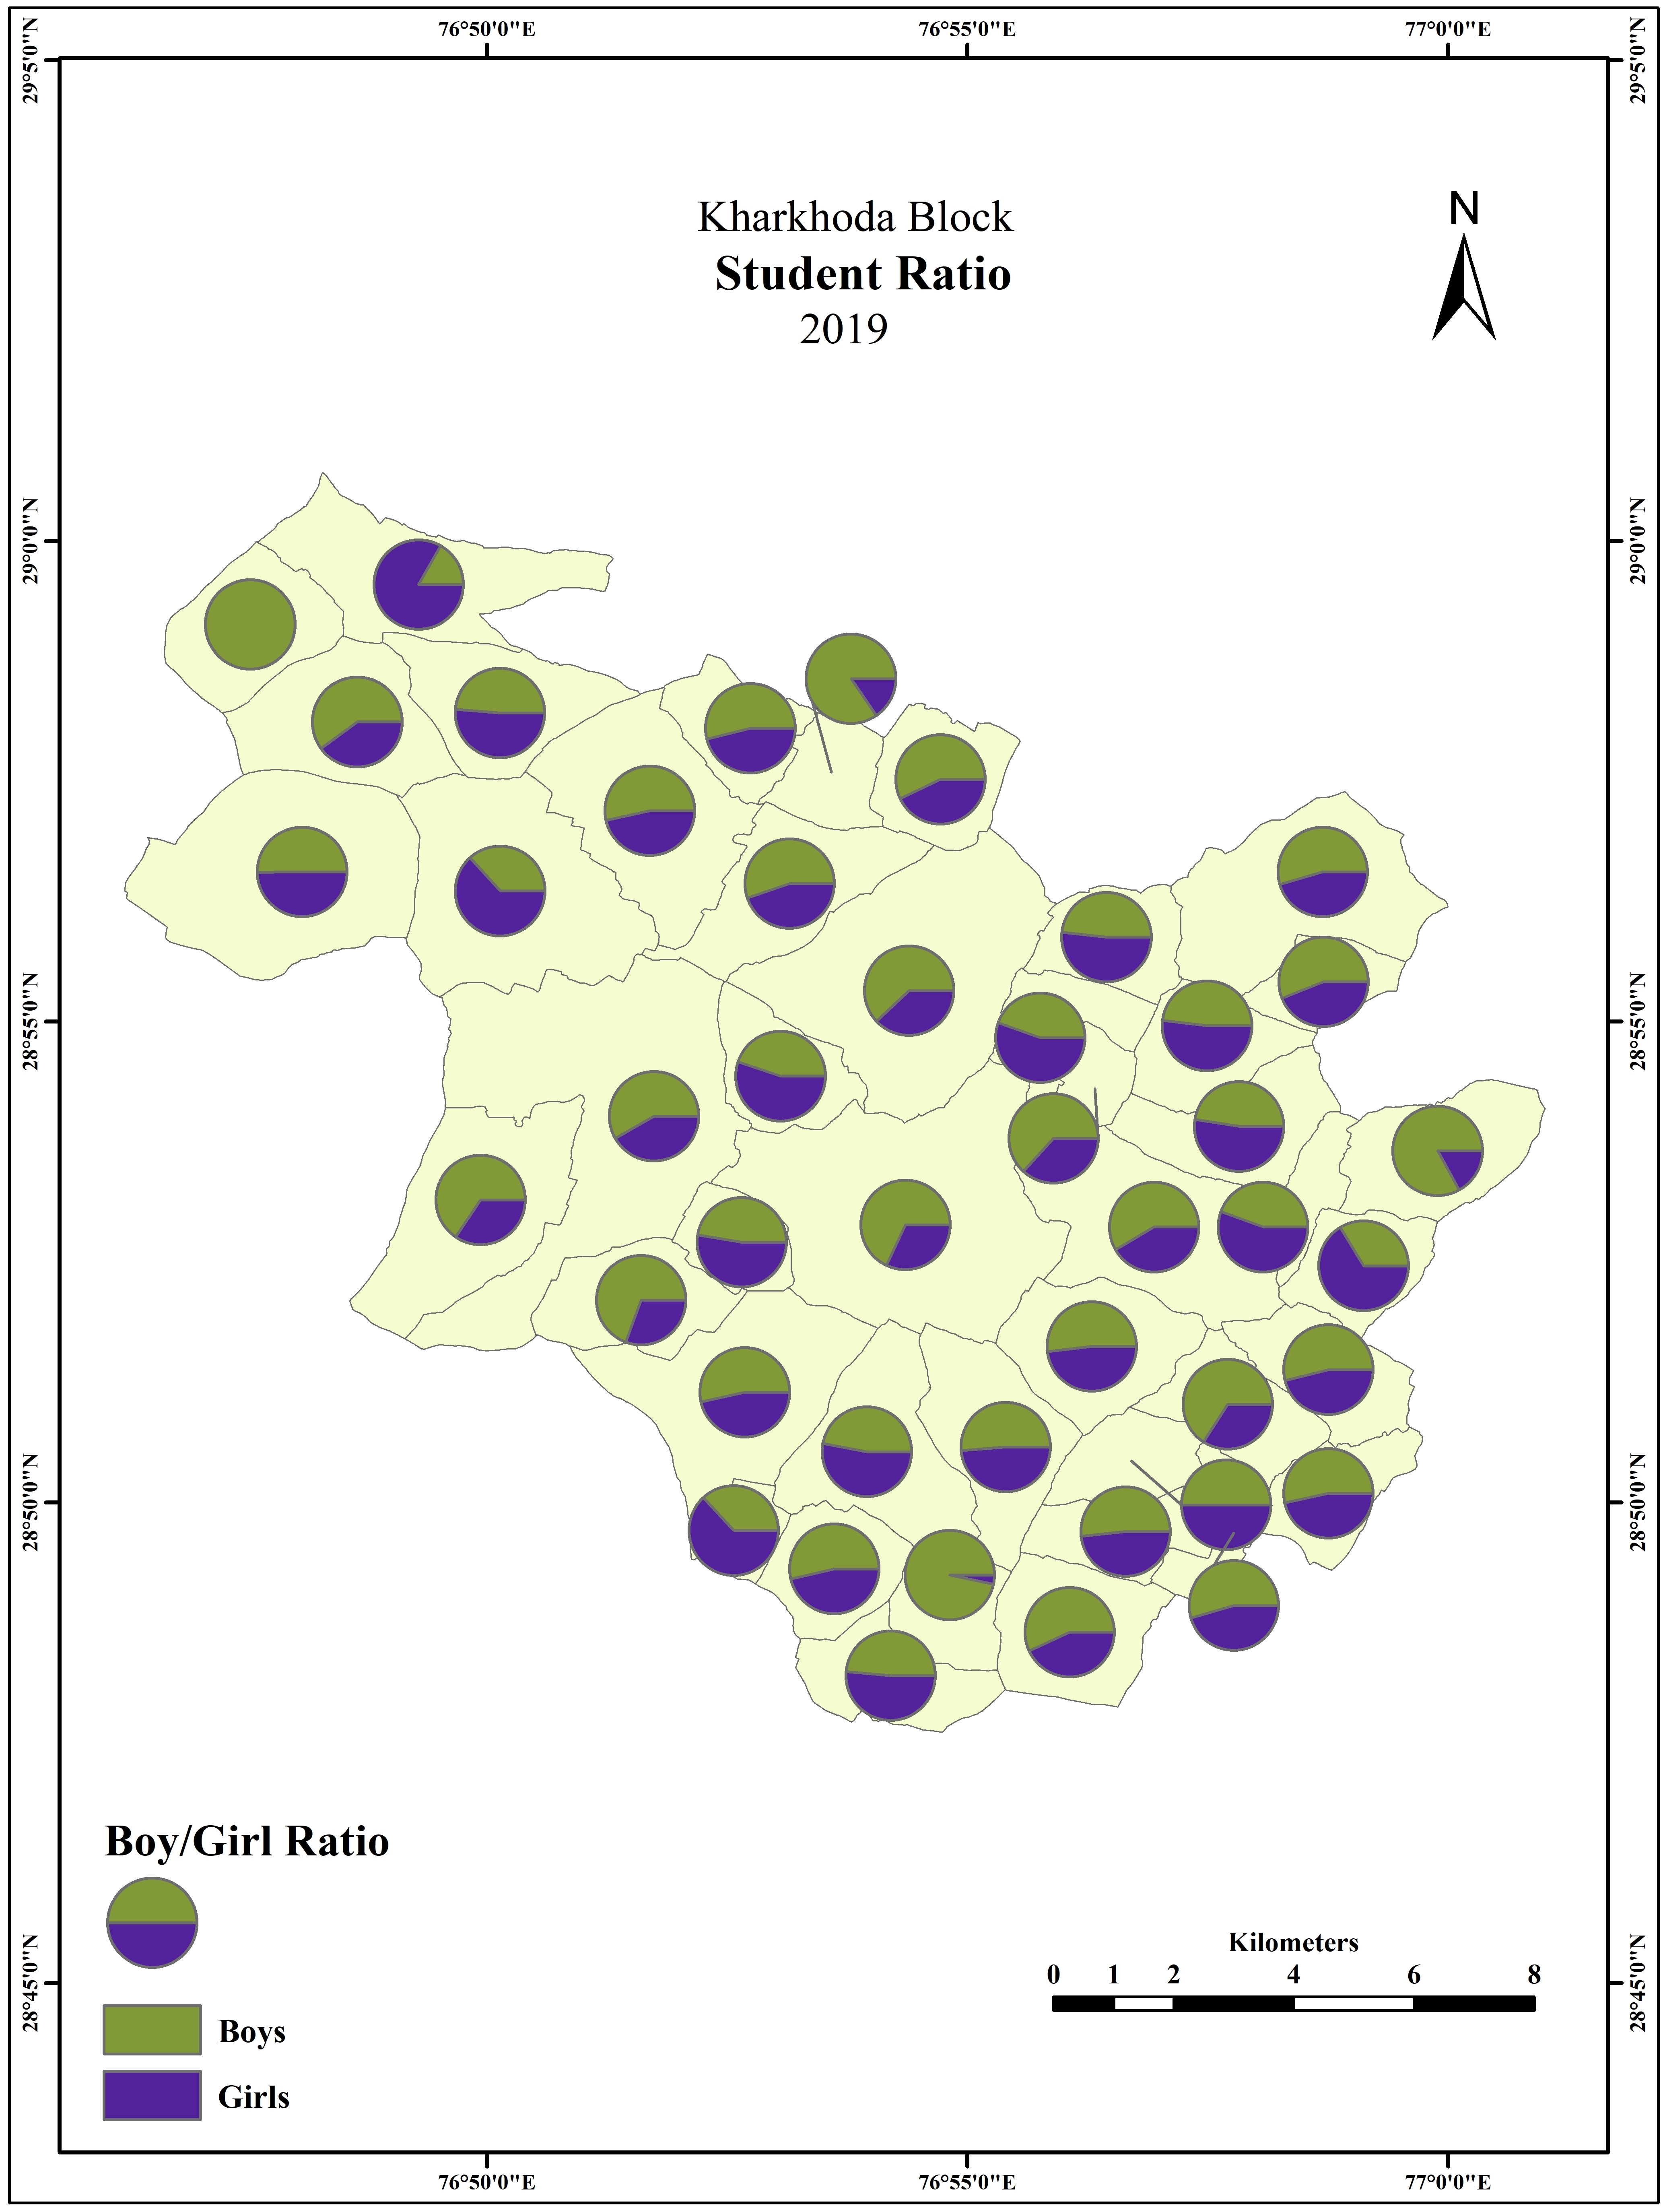 76°50'0"E 76°55'0"E 77°0'0"E
29°5'0"N 29°5'0"N
Kharkhoda Block
Student Ratio
2019
N
29°0'0"N 29°0'0"N
28°55'0"N 28°55'0"N
28°50'0"N 28°50'0"N
Boy/Girl Ratio
Boys
Girls
Kilometers
0 1 2 4 6 8
28°45'0"N 28°45'0"N
76°50'0"E 76°55'0"E 77°0'0"E